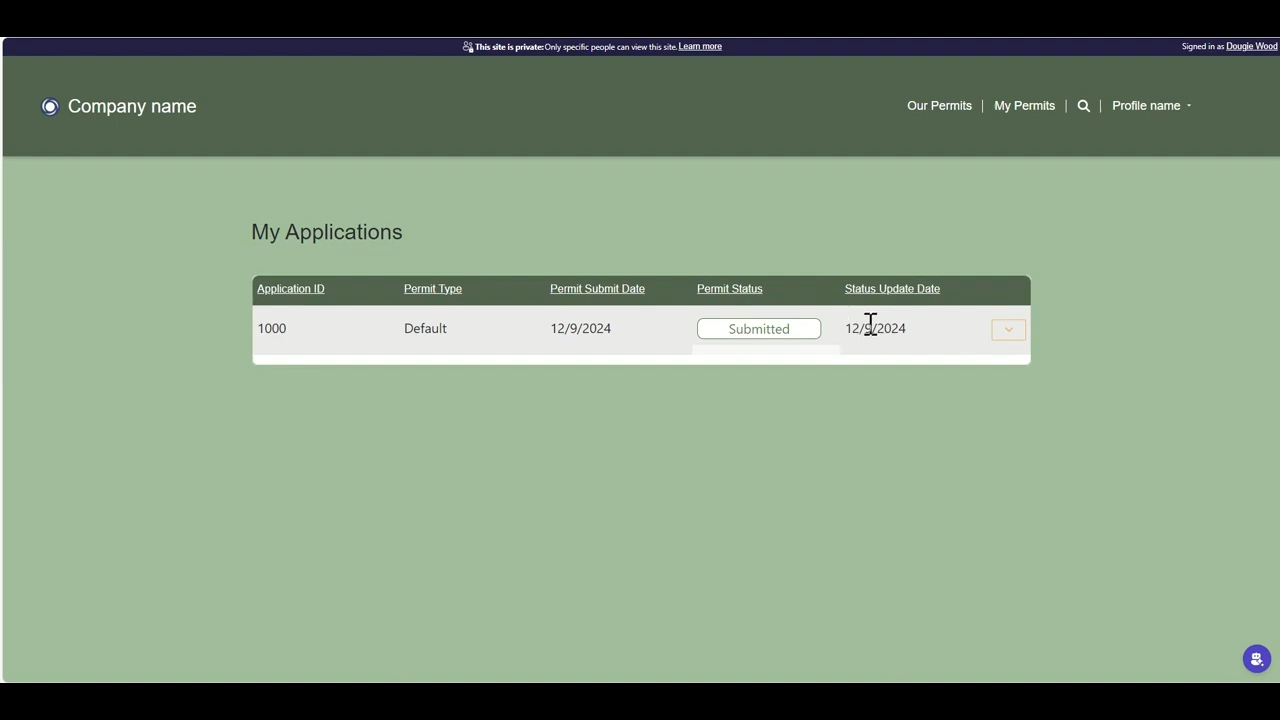 This site is private: Only specific people can view this site. Learn more
Signed in as Dougie Wood
Company name
Our Permits | My Permits | | Profile name
My Applications
Application ID Permit Type Permit Submit Date Permit Status Status Update Date
1000 Default 12/9/2024 Submitted 12/9/2024